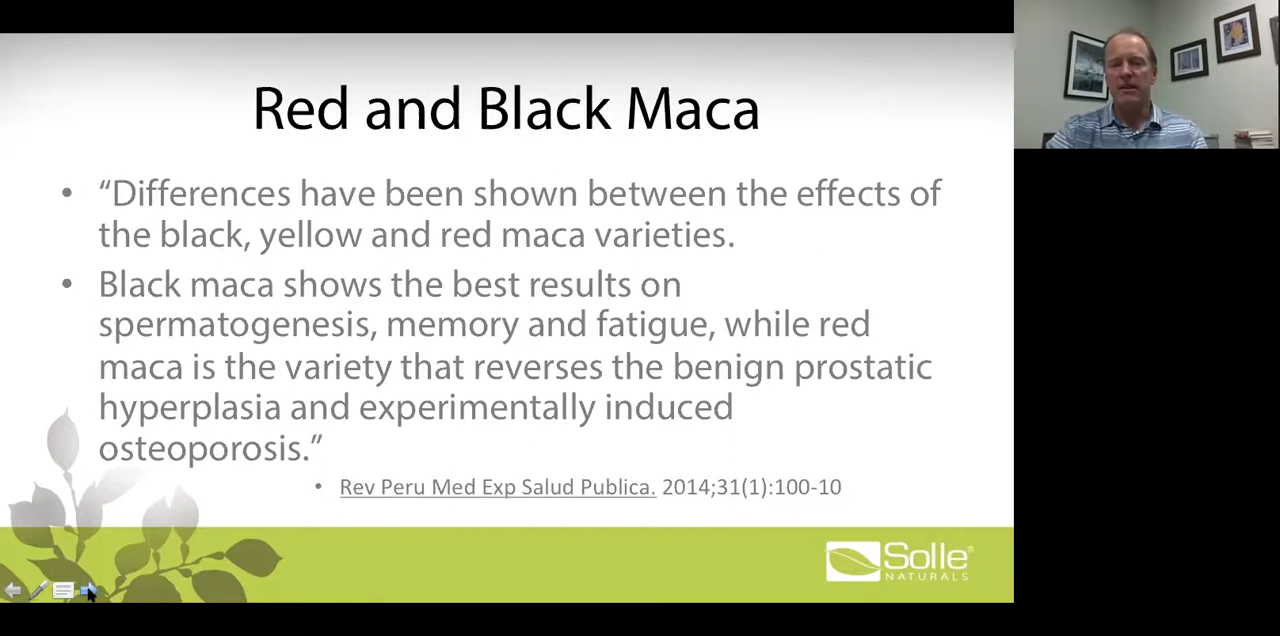 Red and Black Maca
• “Differences have been shown between the effects of
the black, yellow and red maca varieties.
• Black maca shows the best results on
spermatogenesis, memory and fatigue, while red
maca is the variety that reverses the benign prostatic
hyperplasia and experimentally induced
osteoporosis.”
• Rev Peru Med Exp Salud Publica. 2014;31(1):100-10
Solle®
NATURALS